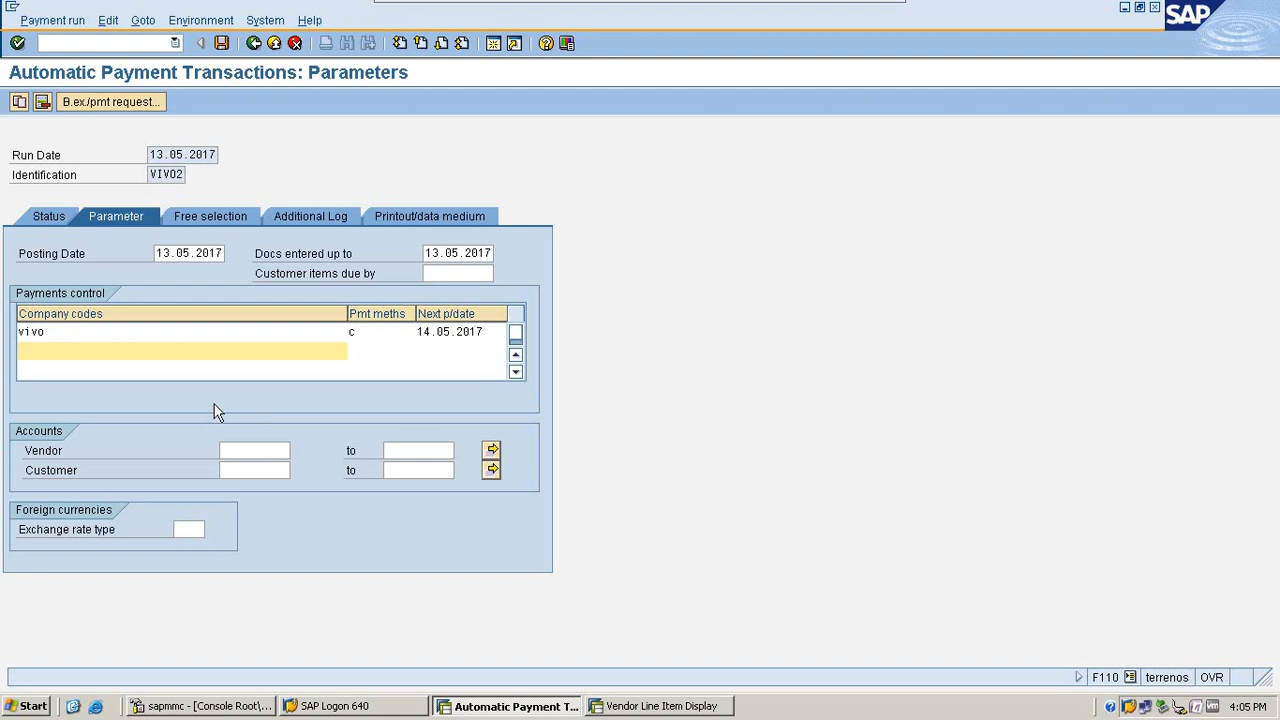 Payment run Edit Goto Environment System Help
SAP
Automatic Payment Transactions: Parameters
B.ex./pmt request...
Run Date 13.05.2017
Identification VIVO2
Status Parameter Free selection Additional Log Printout/data medium
Posting Date 13.05.2017 Docs entered up to 13.05.2017
Customer items due by
Payments control
Company codes Pmt meths Next p/date
vivo c 14.05.2017
Accounts
Vendor to
Customer to
Foreign currencies
Exchange rate type
F110 terrenos OVR
Start sapmmc - [Console Root\... SAP Logon 640 Automatic Payment T... Vendor Line Item Display 4:05 PM